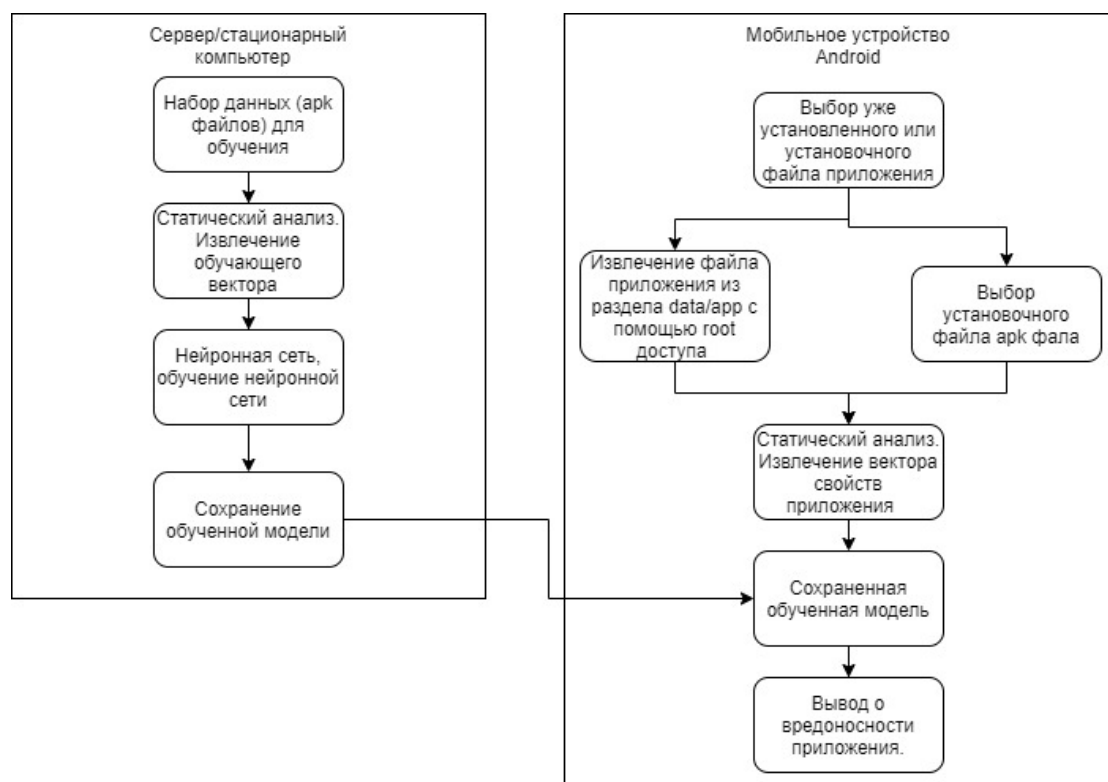 Сервер/стационарный
компьютер
Набор данных (apk
файлов) для
обучения
Статический анализ.
Извлечение
обучающего
вектора
Нейронная сеть,
обучение нейронной
сети
Сохранение
обученной модели
Мобильное устройство
Android
Выбор уже
установленного или
установочного
файла приложения
Извлечение файла
приложения из
раздела data/app с
помощью root
доступа
Выбор
установочного
файла apk фала
Статический анализ.
Извлечение вектора
свойств
приложения
Сохраненная
обученная модель
Вывод о
вредоносности
приложения.